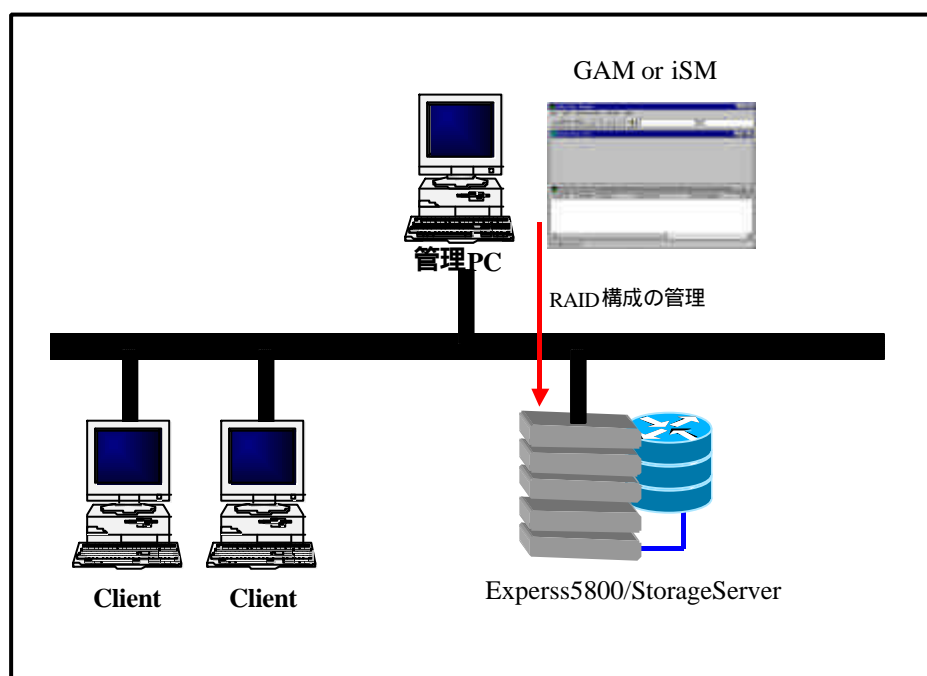 GAM or iSM
管理PC
RAID構成の管理
Client
Client
Experss5800/StorageServer